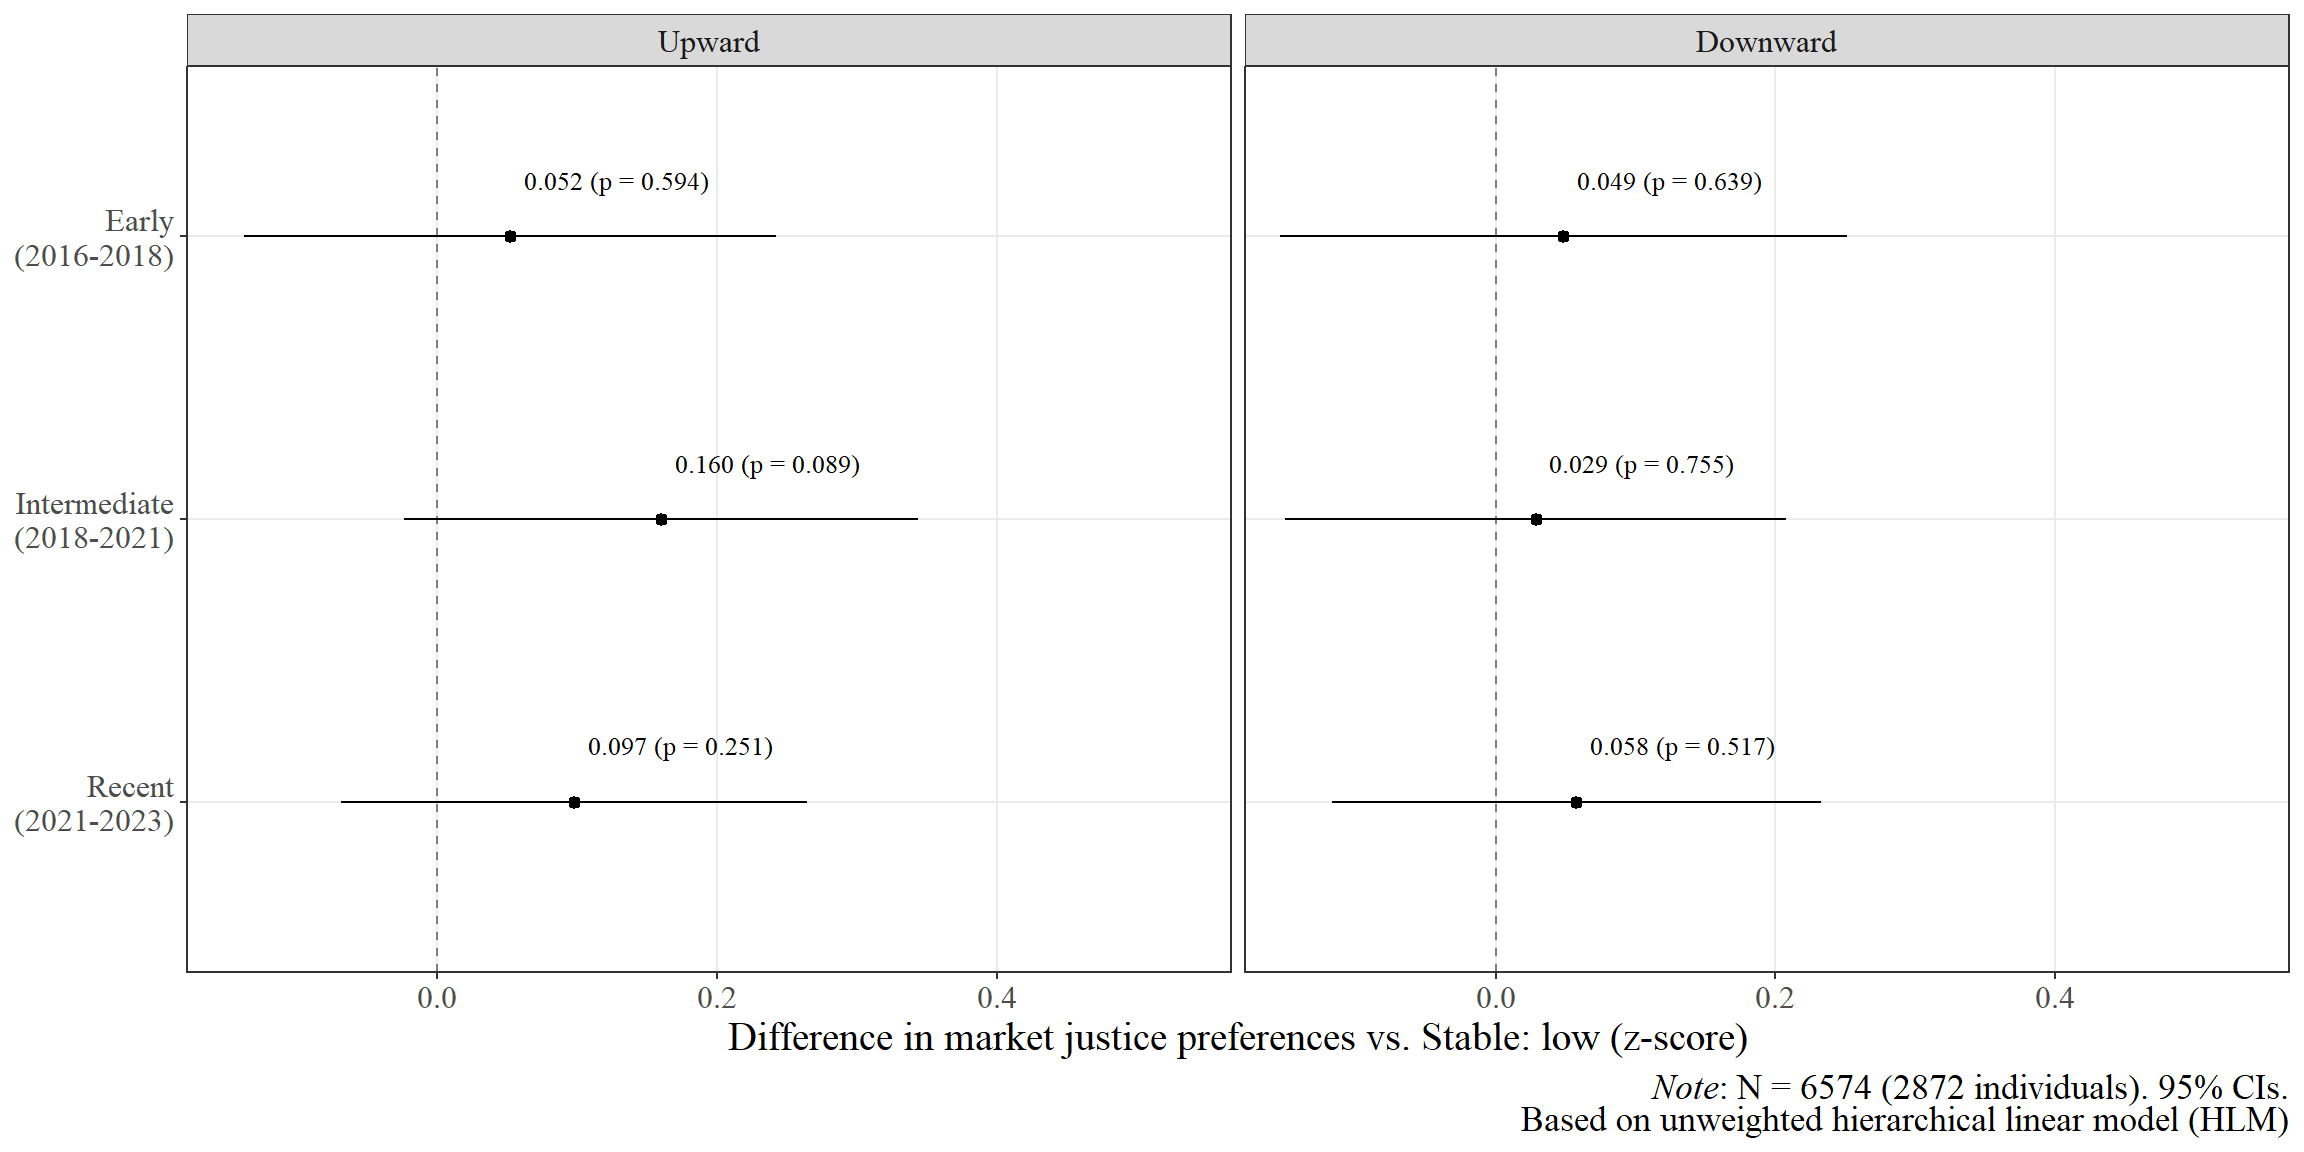 Upward
Downward
Early
(2016-2018)
0.052 (p = 0.594)
0.049 (p = 0.639)
Intermediate
(2018-2021)
0.160 (p = 0.089)
0.029 (p = 0.755)
Recent
(2021-2023)
0.097 (p = 0.251)
0.058 (p = 0.517)
0.0 0.2 0.4
0.0 0.2 0.4
Difference in market justice preferences vs. Stable: low (z-score)
Note: N = 6574 (2872 individuals). 95% CIs.
Based on unweighted hierarchical linear model (HLM)